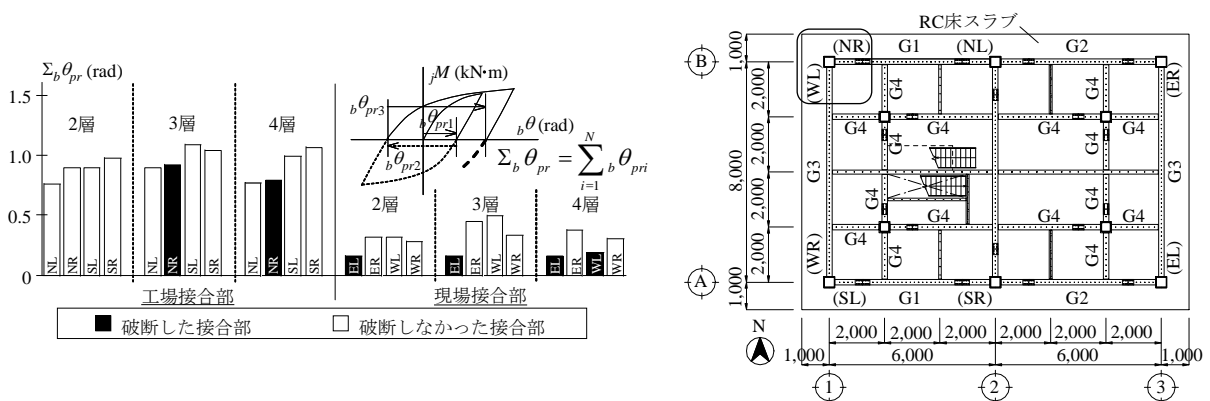 Σbθpr (rad)
1.5
1.0
0.5
0
2層
3層
4層
NL
NR
SL
SR
NL
NR
SL
SR
NL
NR
SL
SR
工場接合部
jM (kN·m)
bθpr3
bθpr1
bθpr2
bθ (rad)
Σbθpr = ∑ bθpri
N
i=1
2層
3層
4層
EL
ER
WL
WR
EL
ER
WL
WR
EL
ER
WL
WR
現場接合部
破断した接合部
破断しなかった接合部
RC床スラブ
(NR) G1 (NL) G2
B
A
(WL)
(ER)
G4
G4
G4 G4 G4
G3
G3
G4
G4
G4 G4 G4
G4
G4
(WR)
(EL)
(SL) G1 (SR) G2
1,000
2,000
2,000
2,000
2,000
1,000
8,000
N
2,000 2,000 2,000 2,000 2,000 2,000
1,000 6,000 6,000 1,000
1 2 3